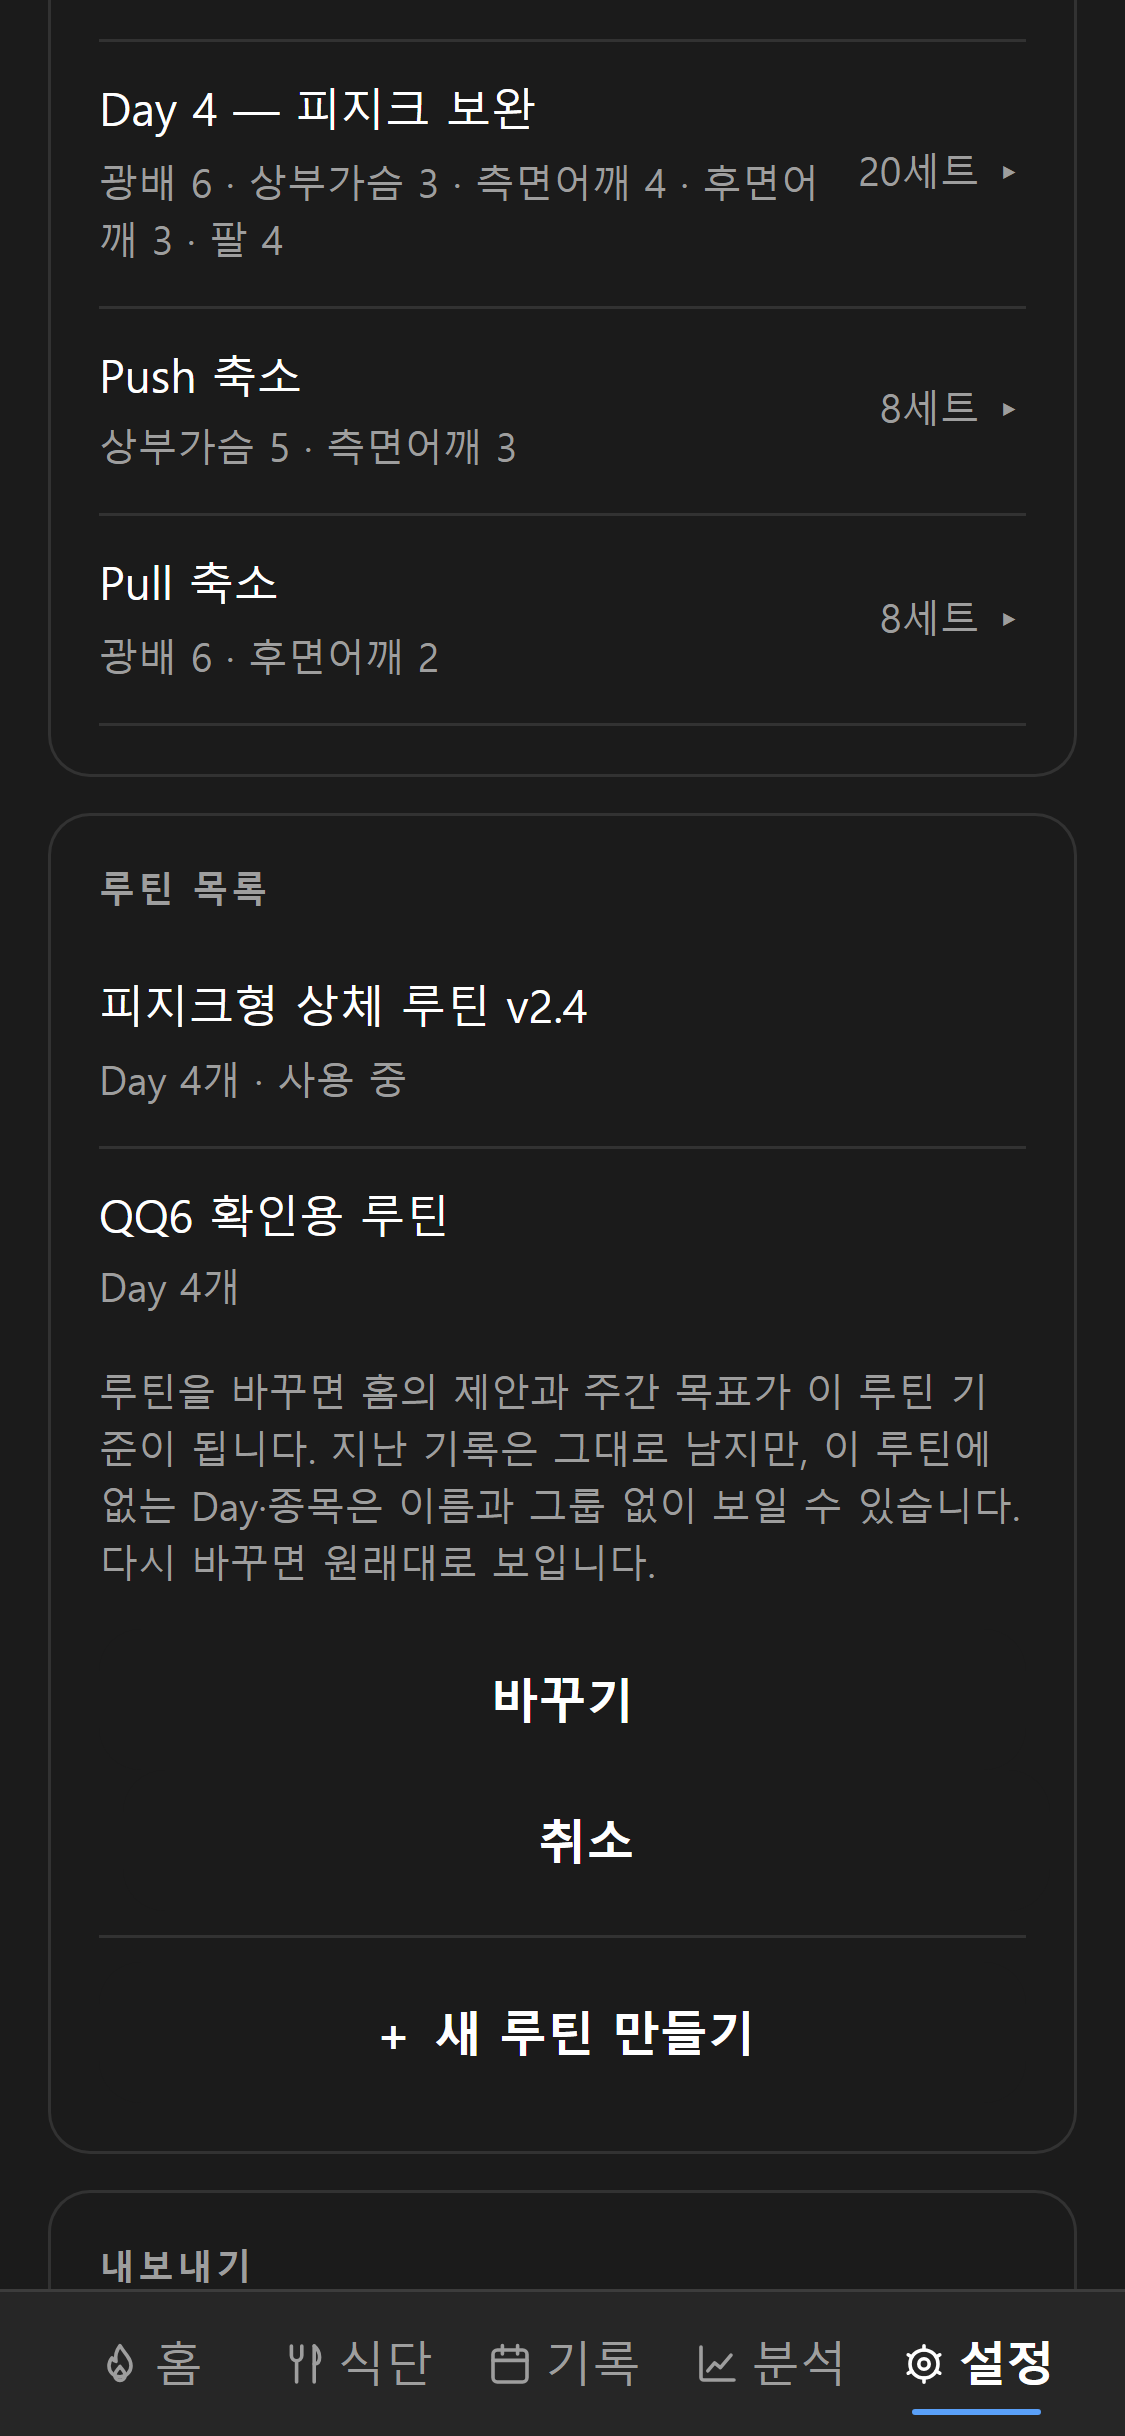 Day 4 — 피지크 보완
광배 6 · 상부가슴 3 · 측면어깨 4 · 후면어
깨 3 · 팔 4
20세트 ▸
Push 축소
상부가슴 5 · 측면어깨 3
8세트 ▸
Pull 축소
광배 6 · 후면어깨 2
8세트 ▸
루틴 목록
피지크형 상체 루틴 v2.4
Day 4개 · 사용 중
QQ6 확인용 루틴
Day 4개
루틴을 바꾸면 홈의 제안과 주간 목표가 이 루틴 기
준이 됩니다. 지난 기록은 그대로 남지만, 이 루틴에
없는 Day·종목은 이름과 그룹 없이 보일 수 있습니다.
다시 바꾸면 원래대로 보입니다.
바꾸기
취소
+ 새 루틴 만들기
내보내기
홈
식단
기록
분석
설정